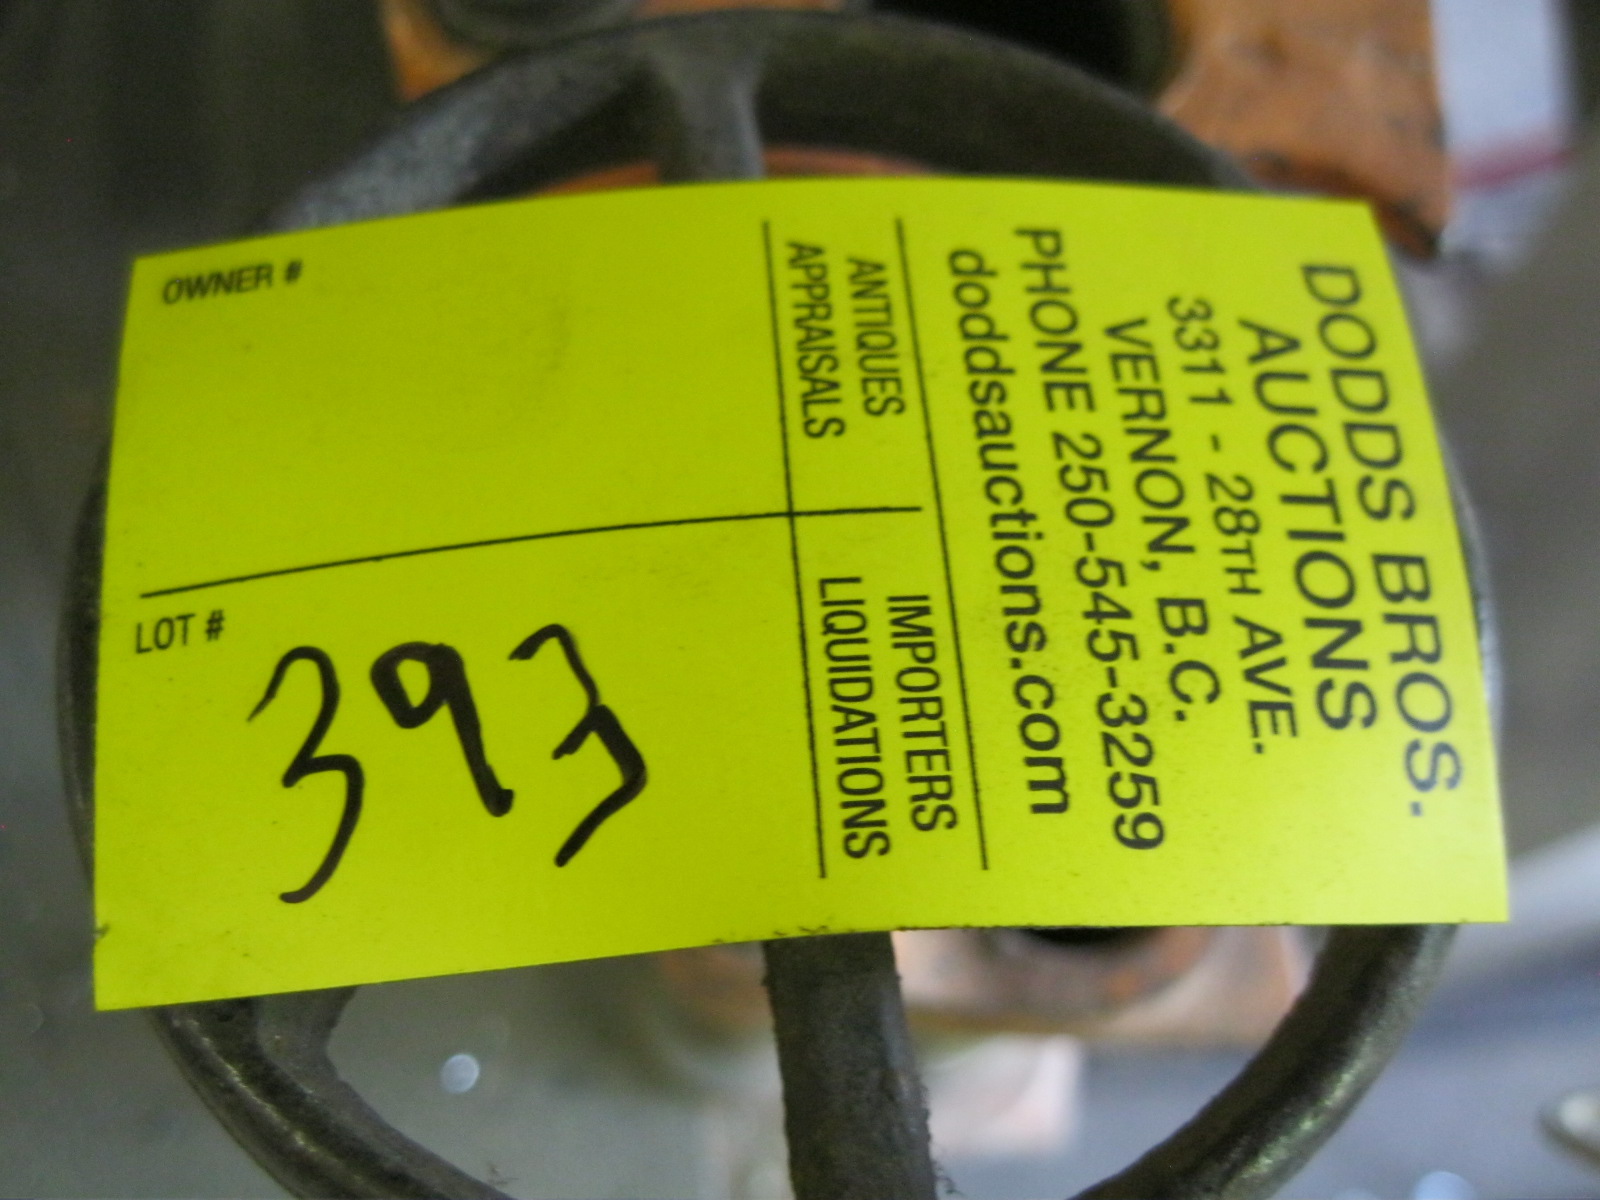 DODDS BROS.
AUCTIONS
3311 - 28TH AVE.
VERNON, B.C.
PHONE 250-545-3259
doddsauctions.com
ANTIQUES IMPORTERS
APPRAISALS LIQUIDATIONS
OWNER #
LOT #
393